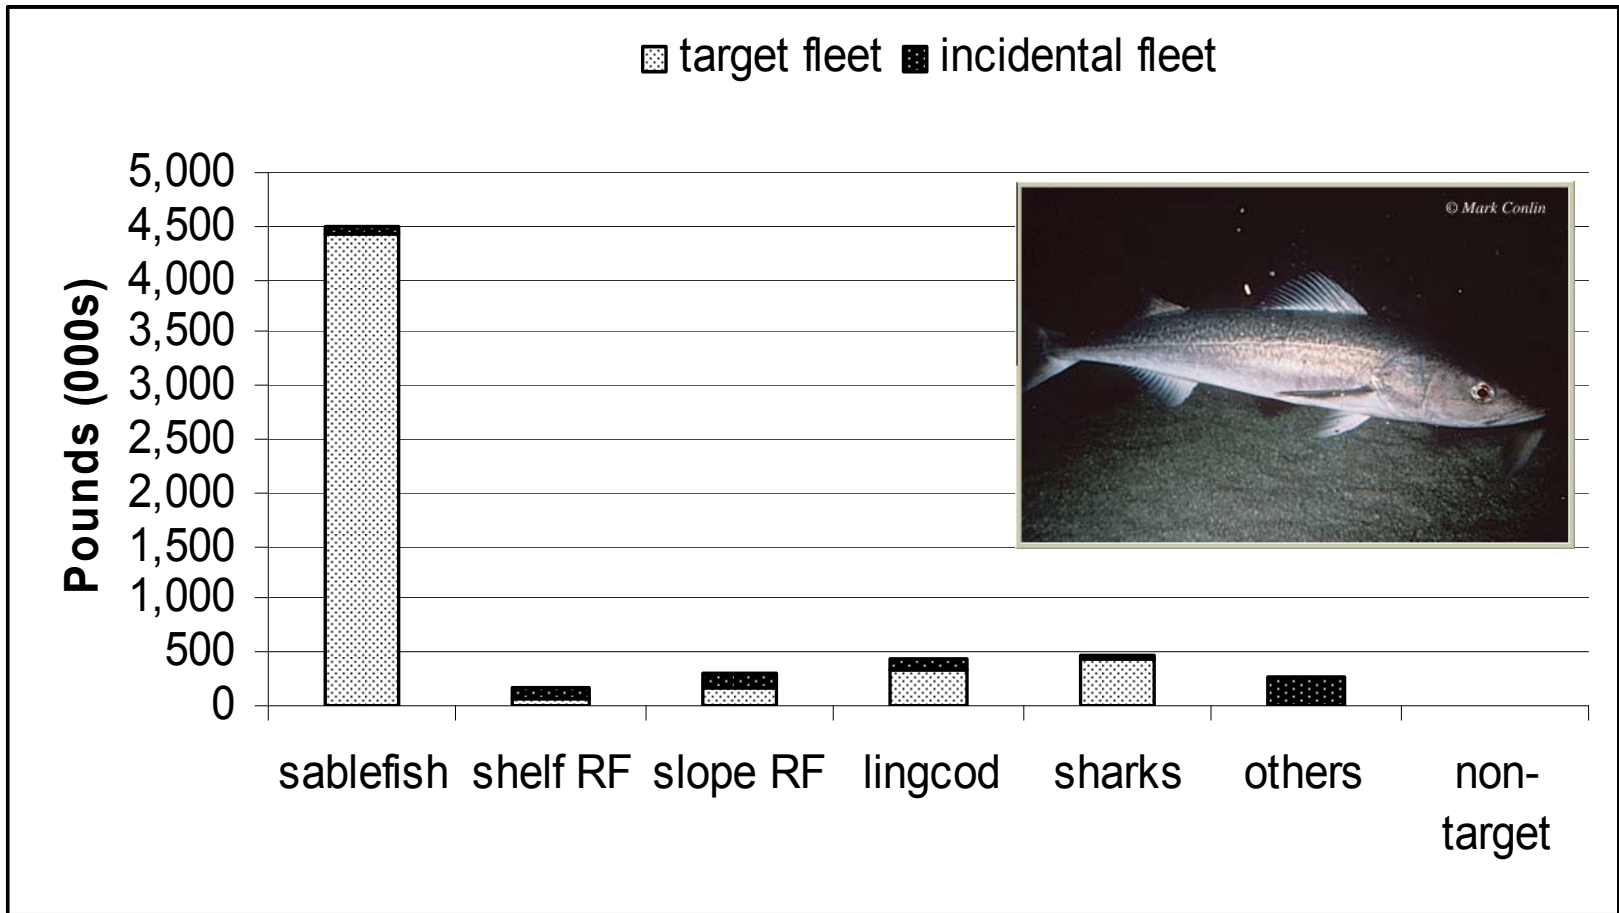 target fleet incidental fleet
5,000
4,500
4,000
3,500
3,000
2,500
2,000
1,500
1,000
500
0
Pounds (000s)
© Mark Conlin
sablefish shelf RF slope RF lingcod sharks others non-
target